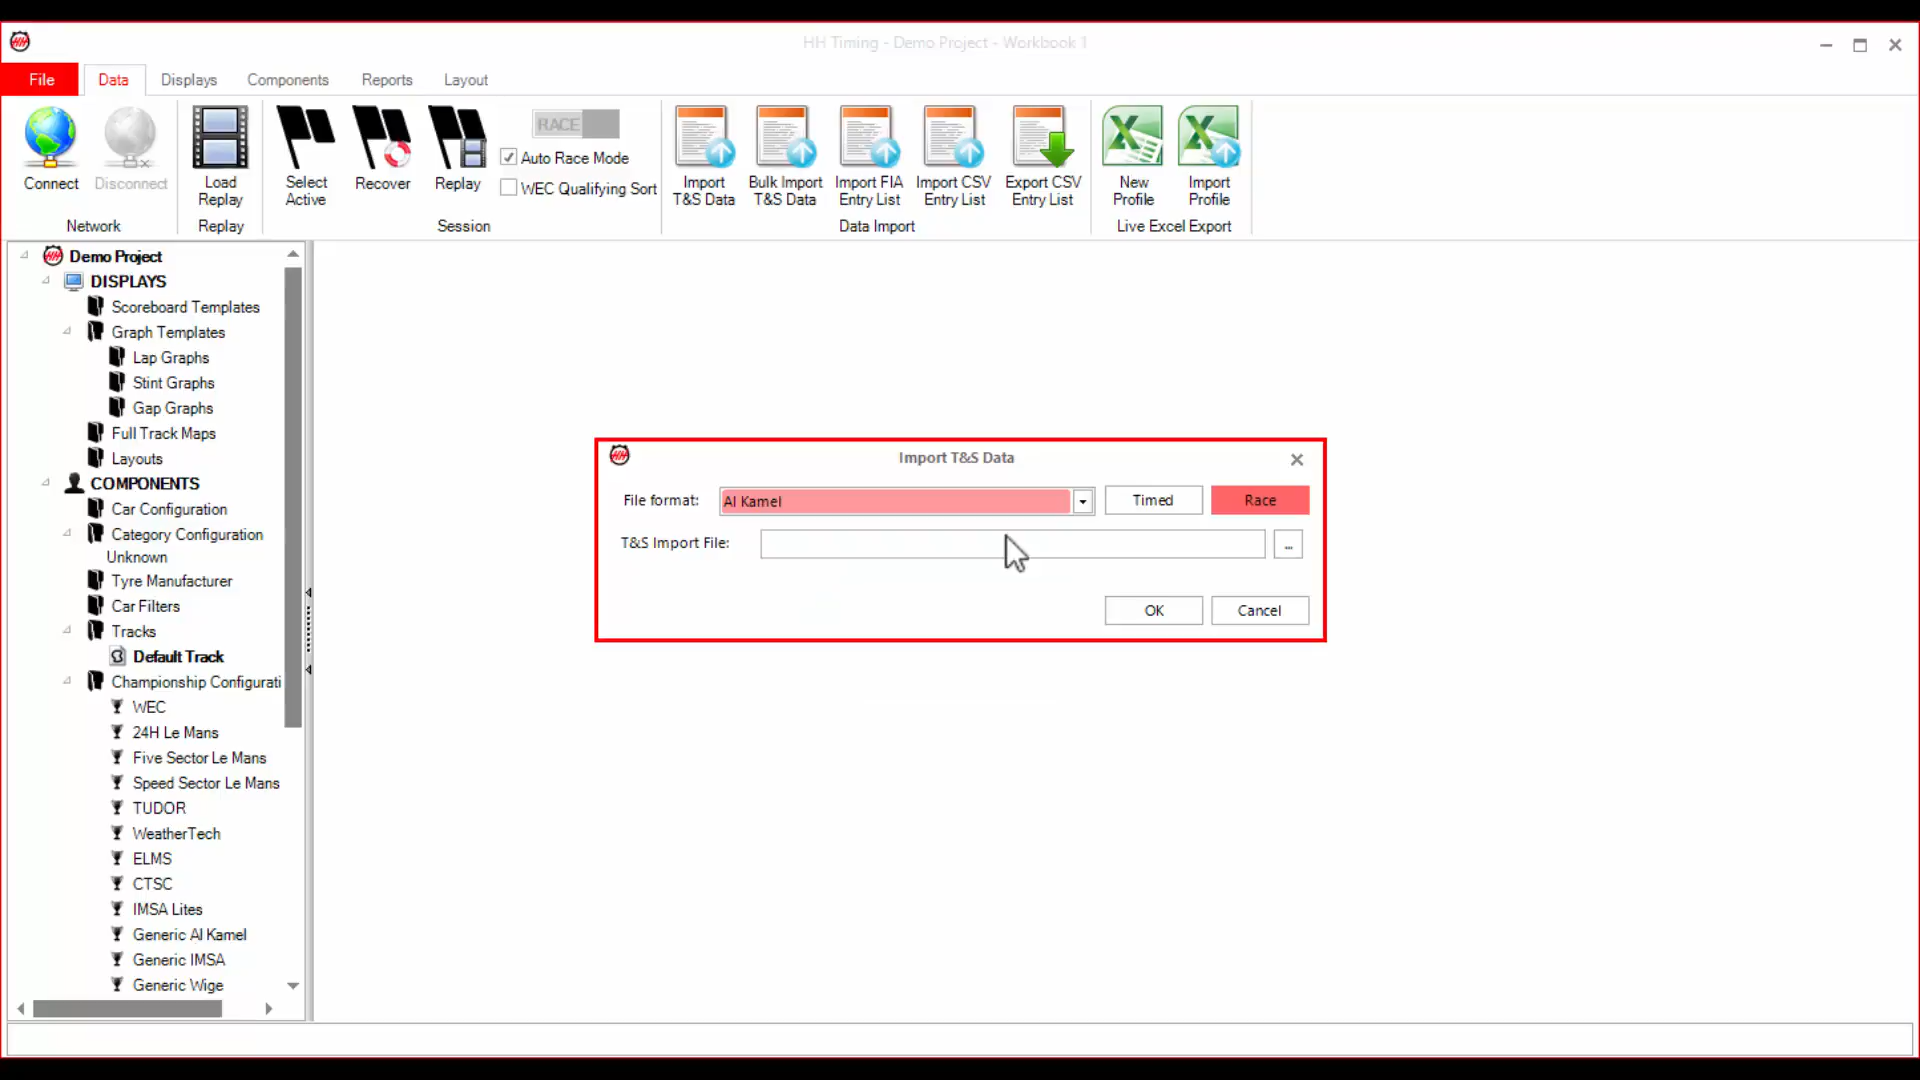 HH Timing - Demo Project - Workbook 1
File
Data
Displays
Components
Reports
Layout
Connect
Disconnect
Network
Load
Replay
Replay
Select
Active
Recover
Replay
RACE
Auto Race Mode
WEC Qualifying Sort
Session
Import
T&S Data
Bulk Import
T&S Data
Import FIA
Entry List
Import CSV
Entry List
Export CSV
Entry List
Data Import
New
Profile
Import
Profile
Live Excel Export
Demo Project
DISPLAYS
Scoreboard Templates
Graph Templates
Lap Graphs
Stint Graphs
Gap Graphs
Full Track Maps
Layouts
COMPONENTS
Car Configuration
Category Configuration
Unknown
Tyre Manufacturer
Car Filters
Tracks
Default Track
Championship Configurati
WEC
24H Le Mans
Five Sector Le Mans
Speed Sector Le Mans
TUDOR
WeatherTech
ELMS
CTSC
IMSA Lites
Generic Al Kamel
Generic IMSA
Generic Wige
HH
Import T&S Data
File format:
Al Kamel
Timed
Race
T&S Import File:
...
OK
Cancel